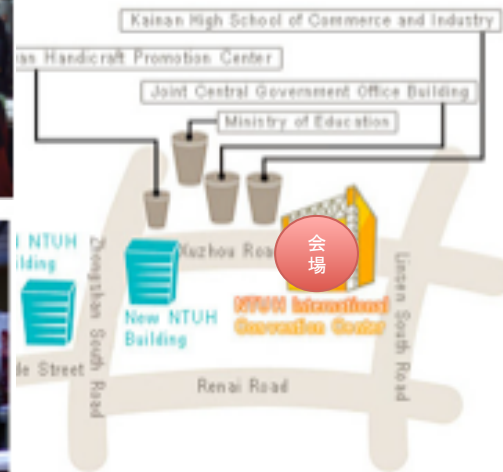 Kainan High School of Commerce and Industry
Handicraft Promotion Center
Joint Central Government Office Building
Ministry of Education
NTUH
Zhongshan South Road
Xuzhou Road
会
場
New NTUH
Building
NTUH International
Convention Center
Linsen South Road
Street
Renai Road